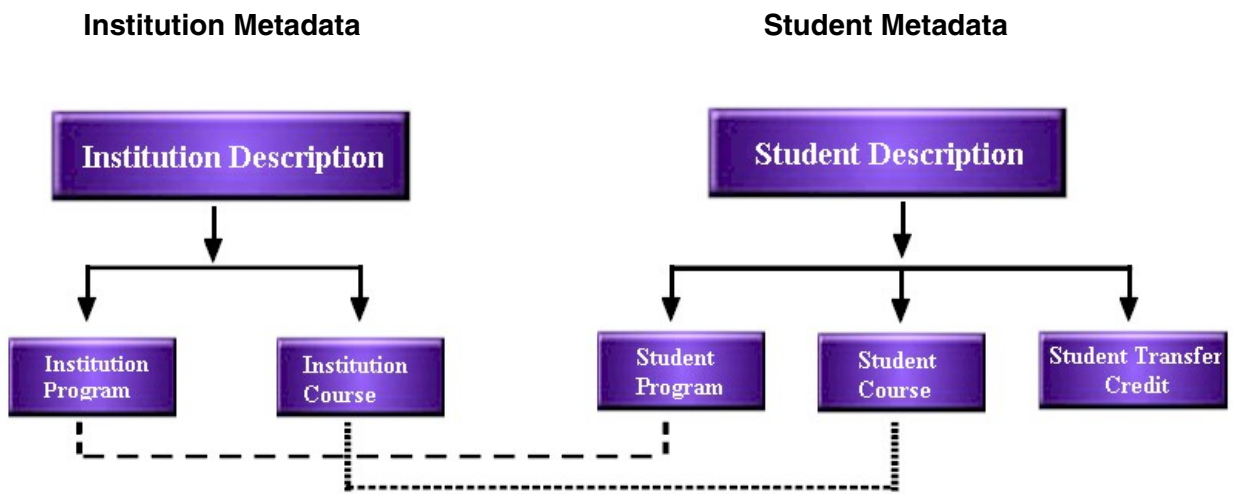 Institution Metadata
Student Metadata
Institution Description
Student Description
Institution
Program
Institution
Course
Student
Program
Student
Course
Student Transfer
Credit